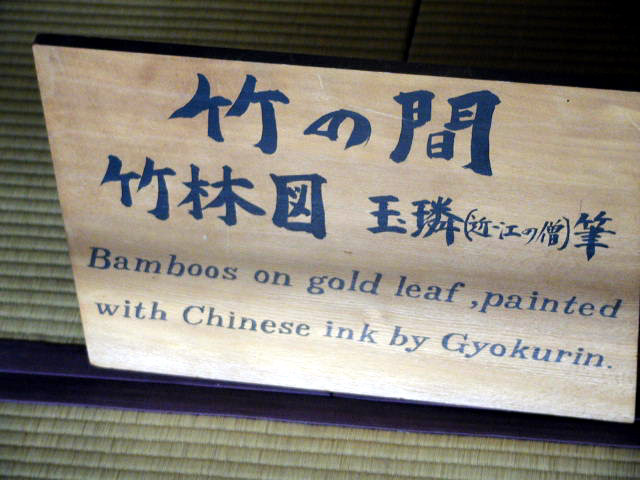 竹の間
竹林図 玉璘(近江の僧)筆
Bamboos on gold leaf, painted
with Chinese ink by Gyokurin.